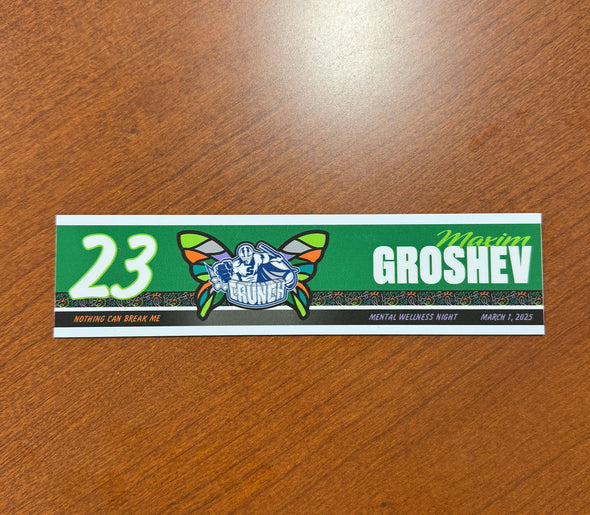 23
CRUNCH
Maxim
GROSHEV
NOTHING CAN BREAK ME
MENTAL WELLNESS NIGHT MARCH 1, 2025